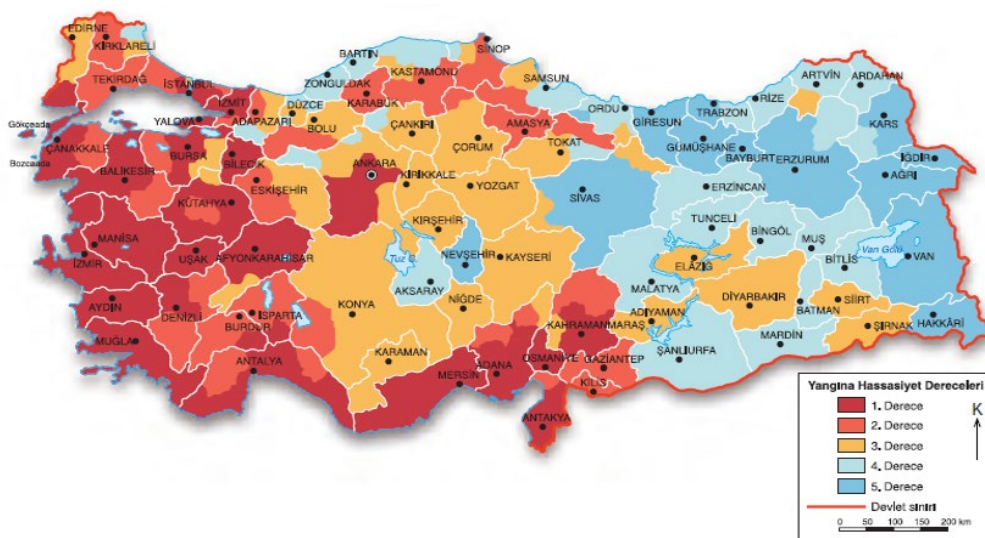 EDİRNE
KIRKLARELİ
TEKİRDAĞ
İSTANBUL
Gökçeada
Bozcaada
ÇANAKKALE
BALIKESİR
YALOVA
İZMİT
ADAPAZARI
DÜZCE
BOLU
ZONGULDAK
BARTIN
KARABÜK
KASTAMONU
SİNOP
SAMSUN
ÇANKIRI
ÇORUM
AMASYA
TOKAT
ORDU
GİRESUN
TRABZON
RİZE
ARTVİN
ARDAHAN
KARS
GÜMÜŞHANE
BAYBURT
ERZURUM
IĞDIR
AĞRI
BURSA
BİLECİK
ESKİŞEHİR
KÜTAHYA
ANKARA
KIRIKKALE
YOZGAT
SİVAS
ERZİNCAN
TUNCELİ
BİNGÖL
MUŞ
BİTLİS
Van Gölü
VAN
MANİSA
İZMİR
UŞAK
AFYONKARAHİSAR
KIRŞEHİR
Tuz G.
NEVŞEHİR
KAYSERİ
AKSARAY
NİĞDE
MALATYA
ELAZIĞ
DİYARBAKIR
BATMAN
SİİRT
ŞIRNAK
HAKKÂRİ
AYDIN
DENİZLİ
MUĞLA
BURDUR
ISPARTA
ANTALYA
KONYA
KARAMAN
MERSİN
ADANA
OSMANİYE
KAHRAMANMARAŞ
ADIYAMAN
GAZİANTEP
KİLİS
ŞANLIURFA
MARDİN
ANTAKYA
Yangına Hassasiyet Dereceleri
1. Derece
2. Derece
3. Derece
4. Derece
5. Derece
Devlet sınırı
0 50 100 150 200 km
K